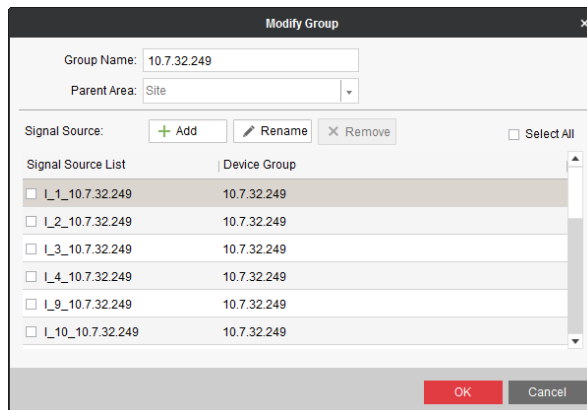 Modify Group
Group Name: 10.7.32.249
Parent Area: Site
Signal Source: Add Rename Remove Select All
Signal Source List Device Group
I_1_10.7.32.249 10.7.32.249
I_2_10.7.32.249 10.7.32.249
I_3_10.7.32.249 10.7.32.249
I_4_10.7.32.249 10.7.32.249
I_9_10.7.32.249 10.7.32.249
I_10_10.7.32.249 10.7.32.249
OK Cancel